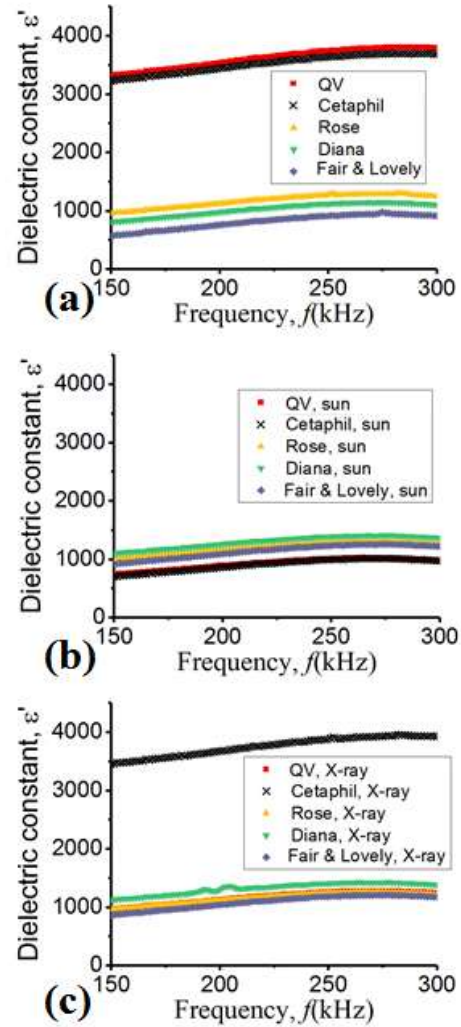 Dielectric constant, ε'
4000
3000
2000
1000
0
QV
Cetaphil
Rose
Diana
Fair & Lovely
150
200
250
300
Frequency, f(kHz)
(a)
Dielectric constant, ε'
4000
3000
2000
1000
0
QV, sun
Cetaphil, sun
Rose, sun
Diana, sun
Fair & Lovely, sun
150
200
250
300
Frequency, f(kHz)
(b)
Dielectric constant, ε'
4000
3000
2000
1000
0
QV, X-ray
Cetaphil, X-ray
Rose, X-ray
Diana, X-ray
Fair & Lovely, X-ray
150
200
250
300
Frequency, f(kHz)
(c)